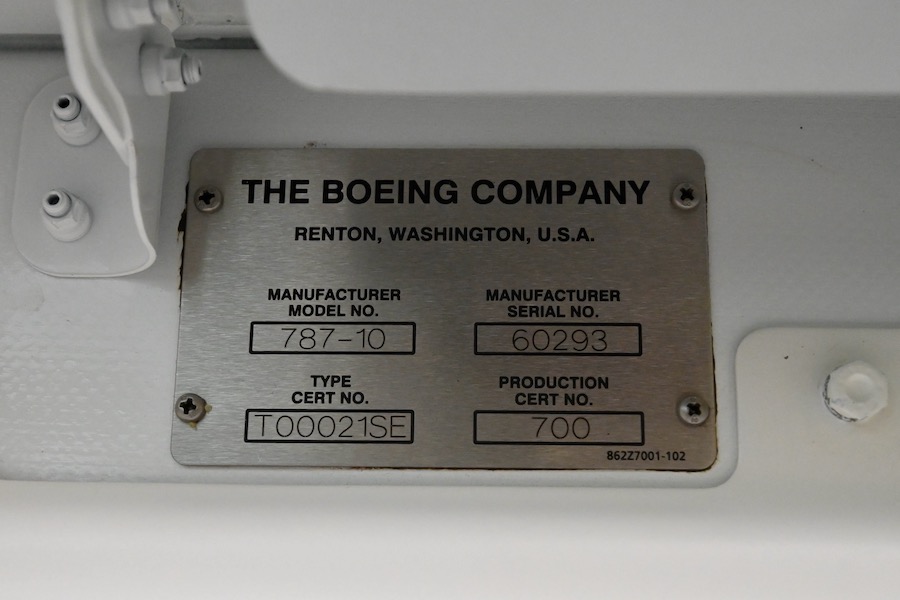 THE BOEING COMPANY
RENTON, WASHINGTON, U.S.A.
MANUFACTURER
MODEL NO.
787-10
MANUFACTURER
SERIAL NO.
60293
TYPE
CERT NO.
T00021SE
PRODUCTION
CERT NO.
700
862Z7001-102